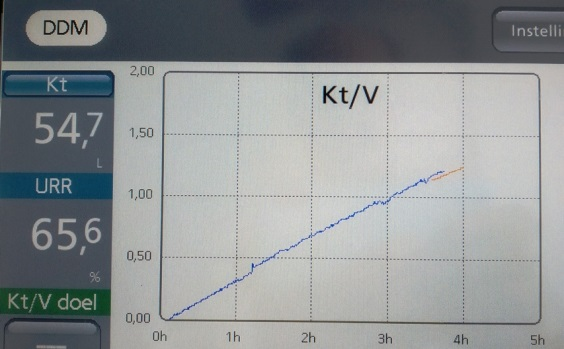 DDM
Instelli
Kt
54,7
L
URR
65,6
%
Kt/V doel
Kt/V
2,00
1,50
1,00
0,50
0,00
0h 1h 2h 3h 4h 5h